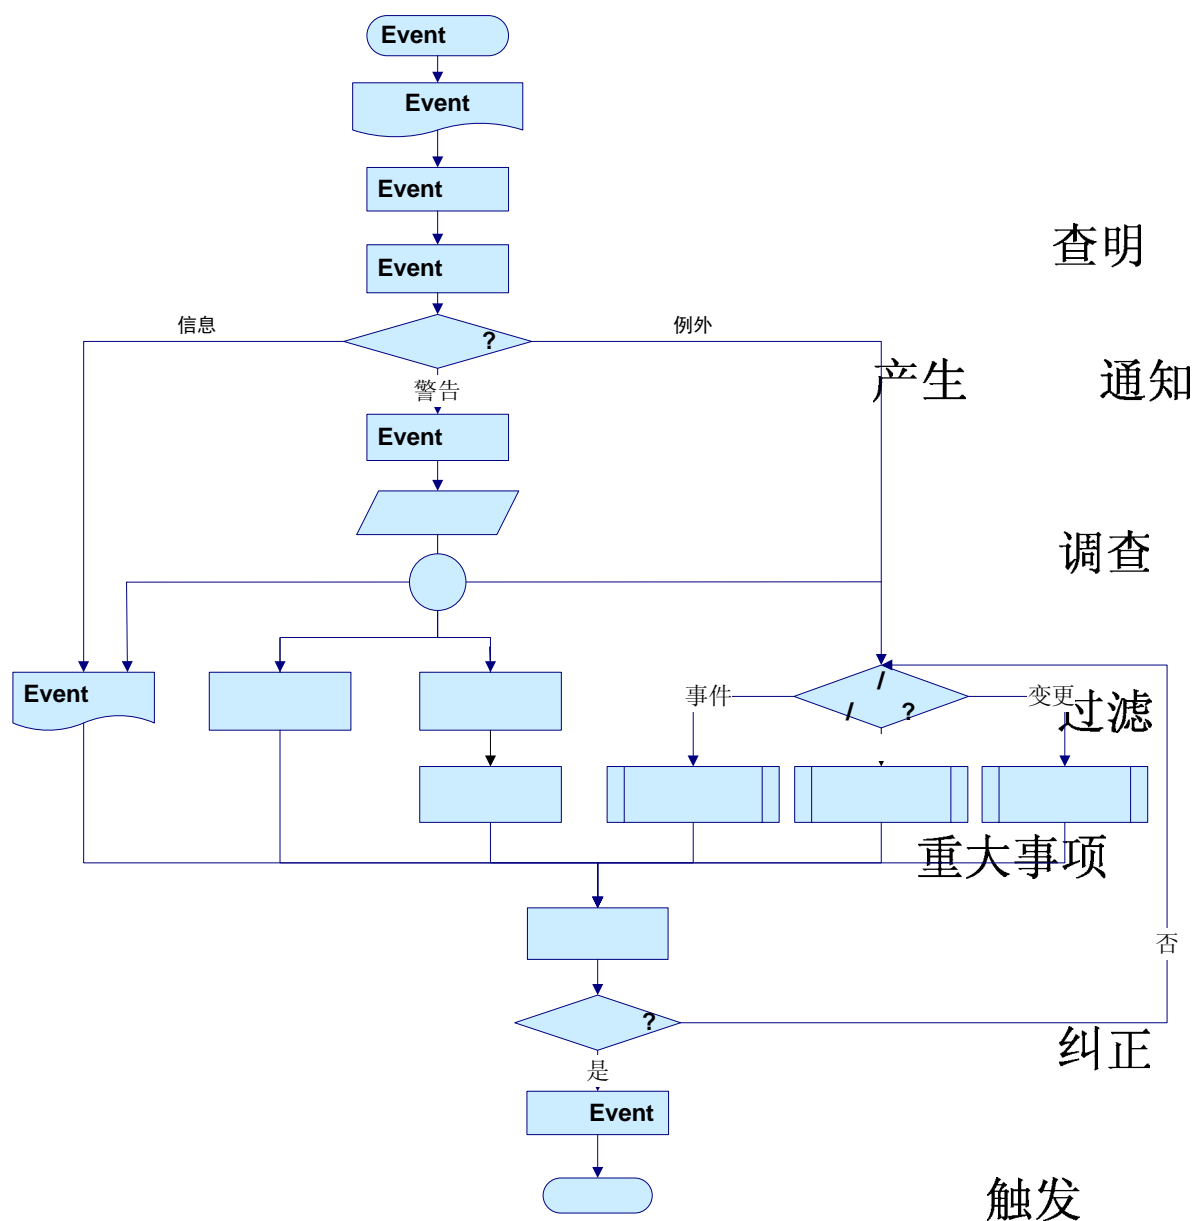 Event
Event
Event
查明
Event
信息
例外
?
产生 通知
警告
Event
调查
Event
事件
/
变更
/ ?
过滤
重大事项
否
?
纠正
是
Event
触发